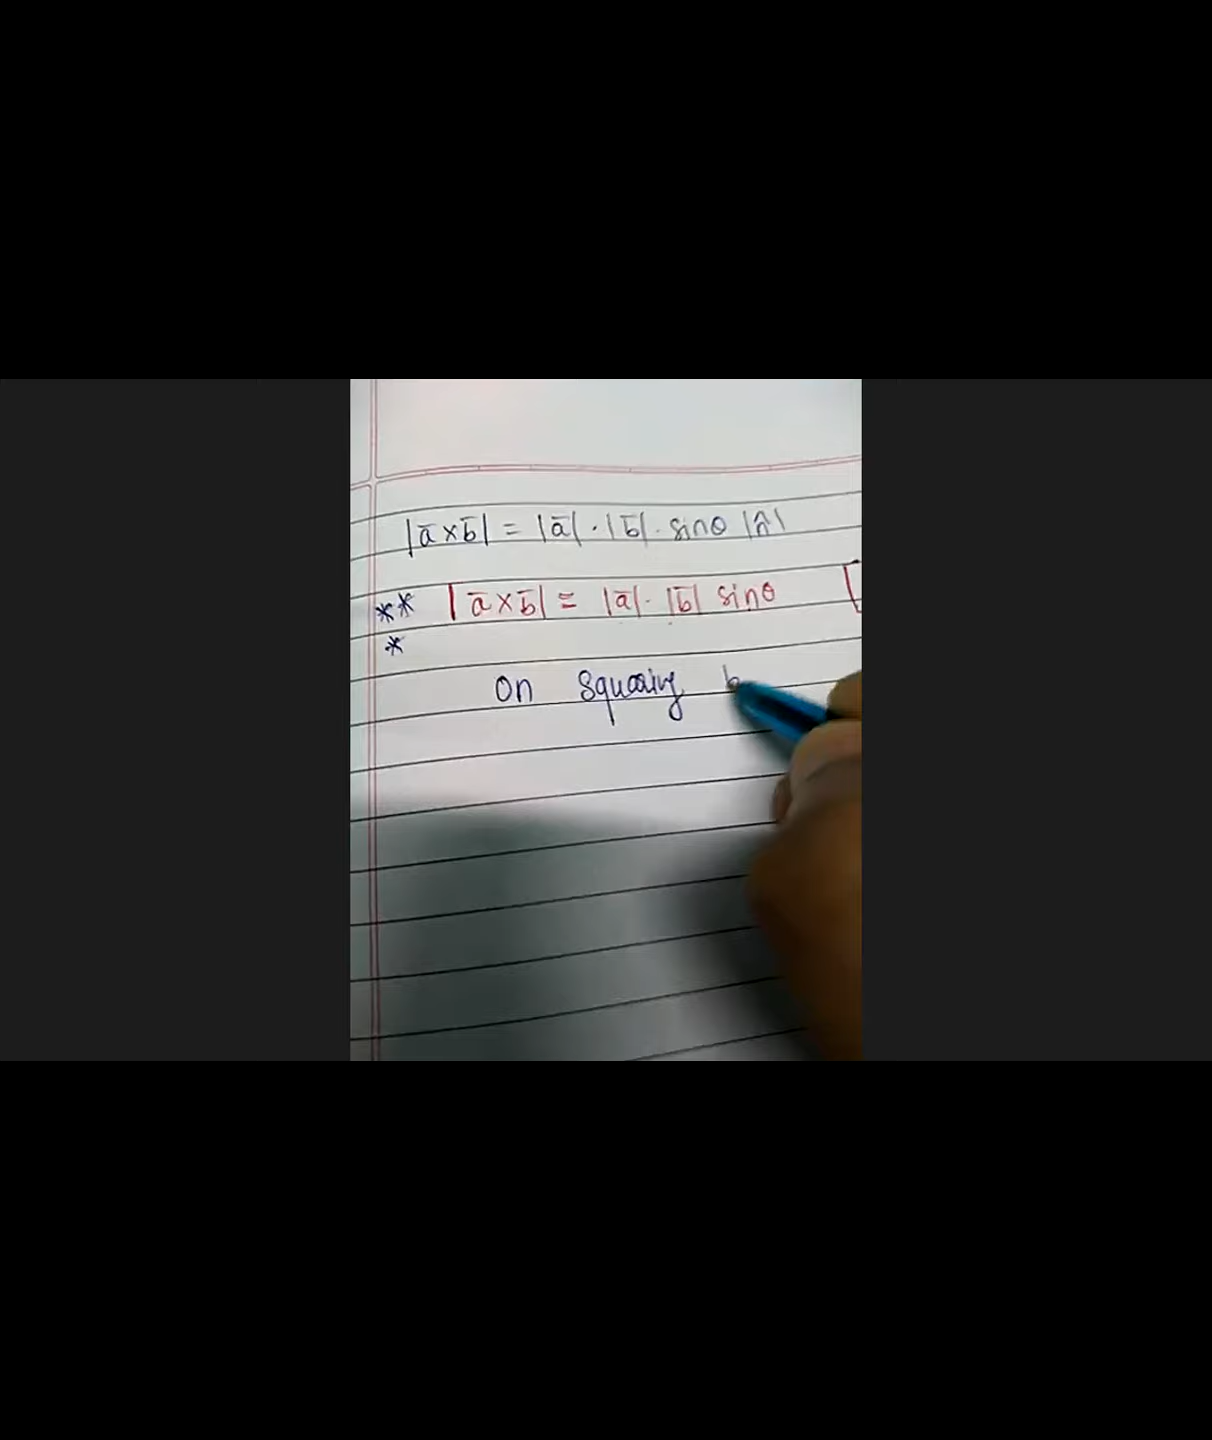 |a̅ x b̅| = |a̅| · |b̅| · sinθ |n̂|
** |a̅ x b̅| = |a̅| · |b̅| sinθ [
*
On squaring